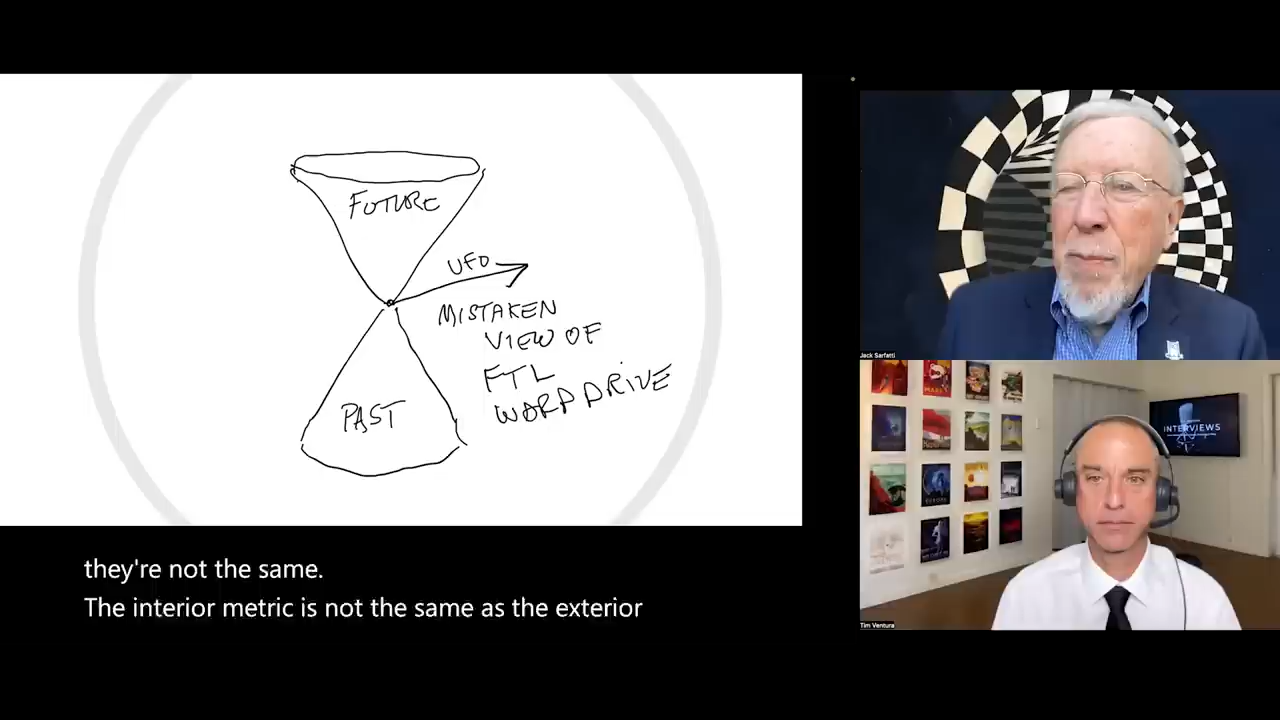 FUTURE
UFO
MISTAKEN
VIEW OF
FTL
WARP DRIVE
PAST
they're not the same.
The interior metric is not the same as the exterior
Jack Sarfatti
INTERVIEWS
Tim Ventura